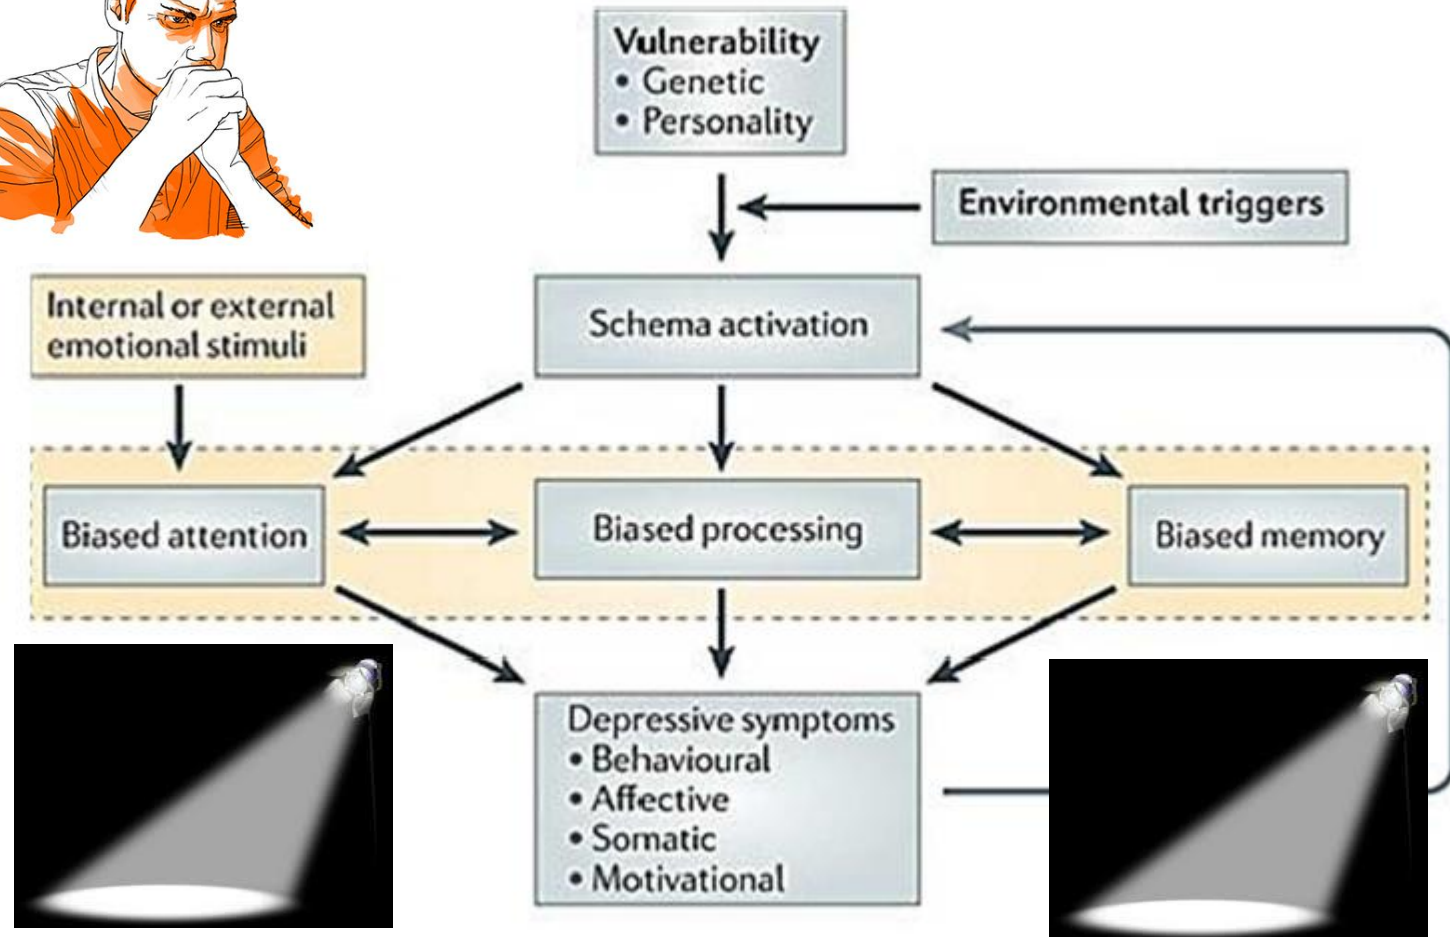 Vulnerability
• Genetic
• Personality
Environmental triggers
Internal or external
emotional stimuli
Schema activation
Biased attention
Biased processing
Biased memory
Depressive symptoms
• Behavioural
• Affective
• Somatic
• Motivational